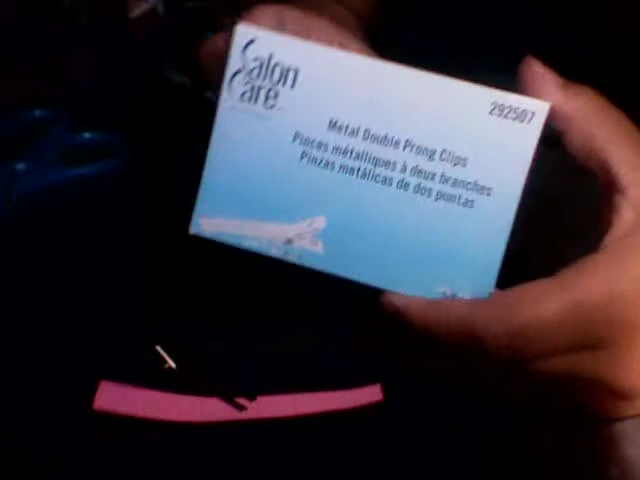 Salon
Care
292507
Metal Double Prong Clips
Pinces métalliques à deux branches
Pinzas metálicas de dos puntas